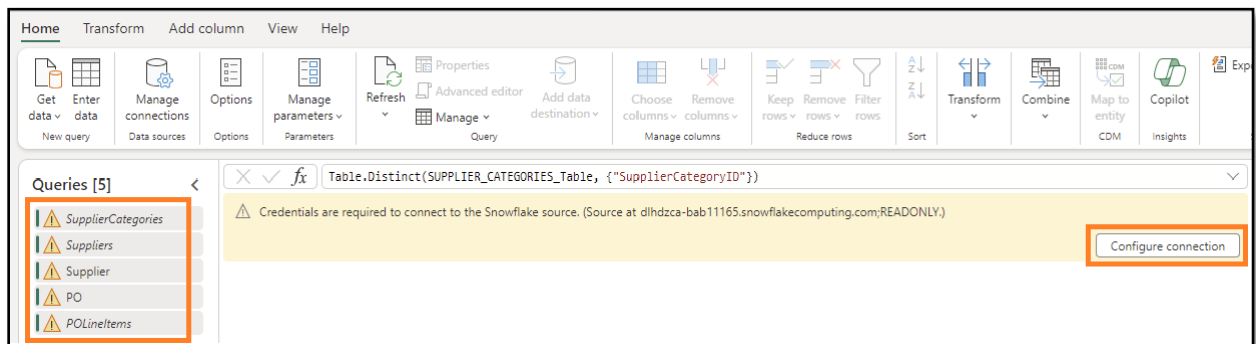 Home Transform Add column View Help
Get data Enter data
New query
Manage connections
Data sources
Options
Options
Manage parameters
Parameters
Refresh
Properties
Advanced editor
Manage
Add data destination
Query
Choose columns
Remove columns
Manage columns
Keep rows
Remove rows
Filter rows
Reduce rows
A Z
Z A
Sort
Transform
Combine
CDM
Map to entity
CDM
Copilot
Insights
Expo
Queries [5]
fx Table.Distinct(SUPPLIER_CATEGORIES_Table, {"SupplierCategoryID"})
Credentials are required to connect to the Snowflake source. (Source at dlhdzca-bab11165.snowflakecomputing.com;READONLY.)
Configure connection
SupplierCategories
Suppliers
Supplier
PO
POLineItems